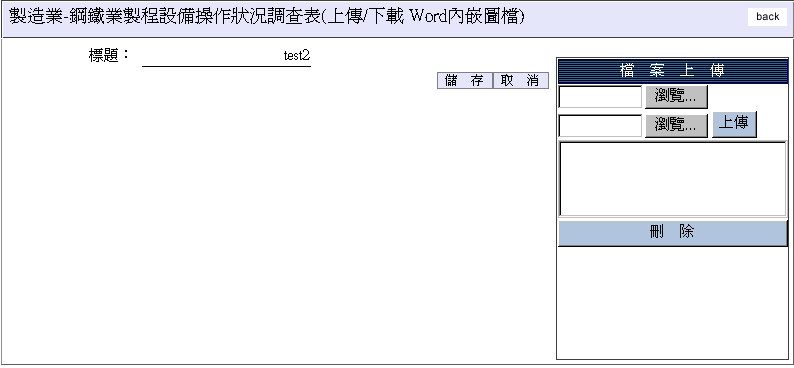 製造業-鋼鐵業製程設備操作狀況調查表(上傳/下載 Word內嵌圖檔) back
標題： test2
儲 存 取 消
檔 案 上 傳
瀏覽...
瀏覽... 上傳
刪 除